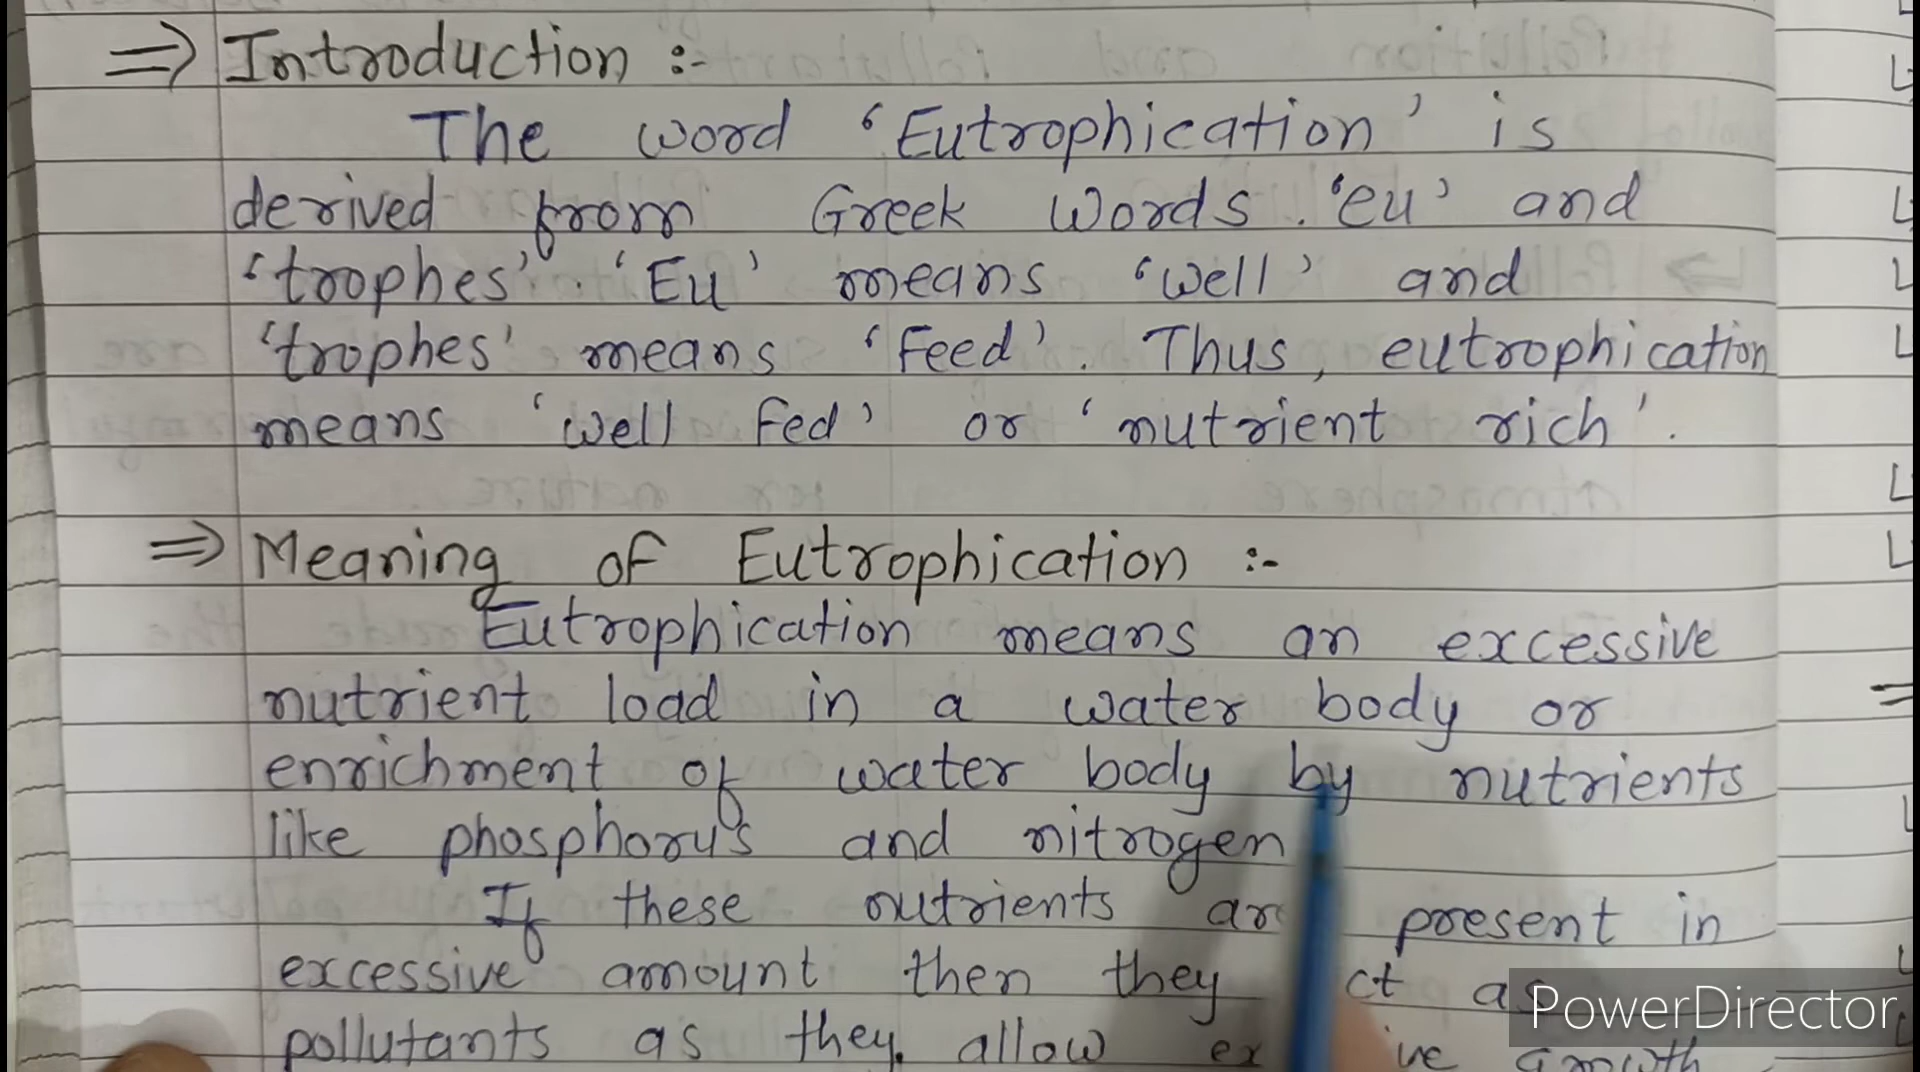 ⇒ Introduction :-
The word ‘Eutrophication’ is
derived from Greek words. ‘eu’ and
‘trophes’. ‘Eu’ means ‘well’ and
‘trophes’ means ‘Feed’. Thus, eutrophication
means ‘well fed’ or ‘nutrient rich’.
⇒ Meaning of Eutrophication :-
Eutrophication means an excessive
nutrient load in a water body or
enrichment of water body by nutrients
like phosphorus and nitrogen
If these nutrients present in
excessive amount then they as
pollutants as they allow growth
PowerDirector